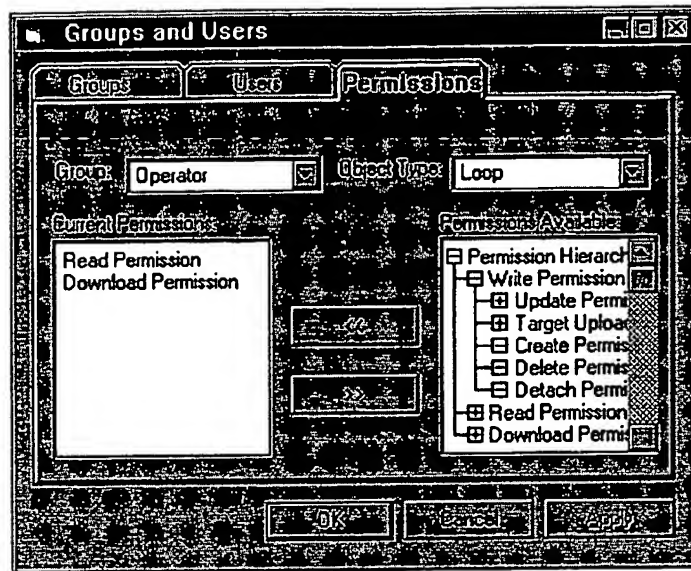 Groups and Users
Groups Users Permissions
Group: Operator Object Type: Loop
Current Permissions: Permissions Available:
Read Permission
Download Permission
Permission Hierarch
Write Permission
Update Permi
Target Uploa
Create Permis
Delete Permis
Detach Permi
Read Permission
Download Permis
<<
>>
OK Cancel Apply